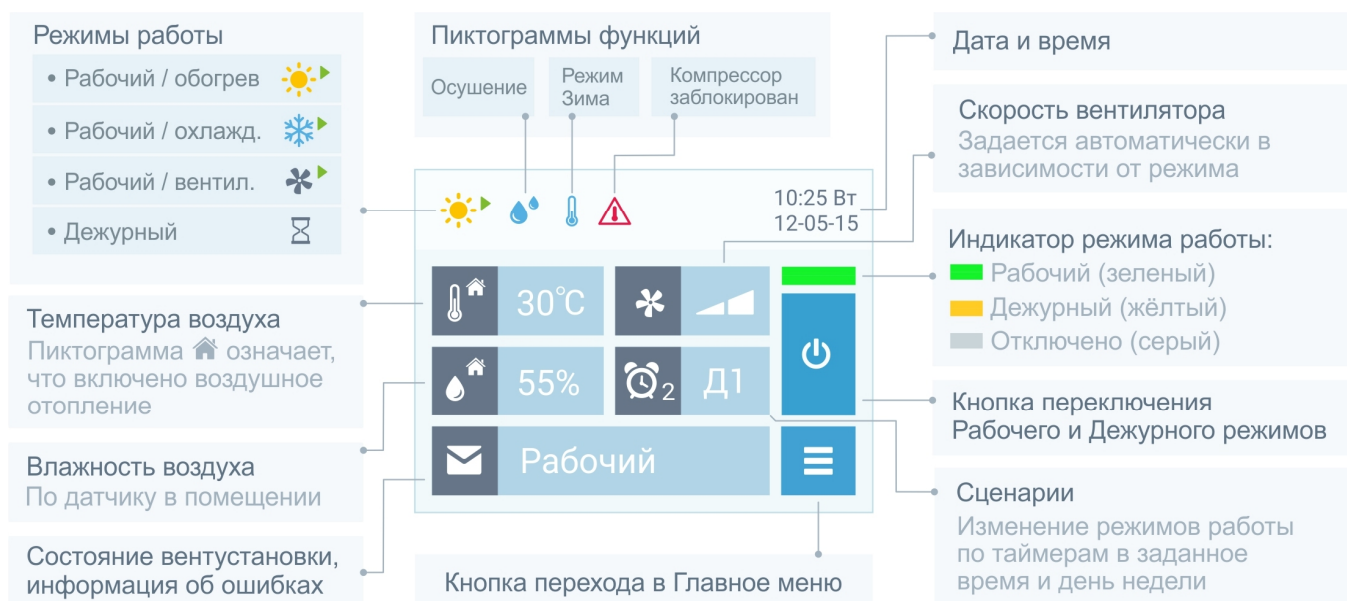 Режимы работы
• Рабочий / обогрев
• Рабочий / охлажд.
• Рабочий / вентил.
• Дежурный
Температура воздуха
Пиктограмма означает,
что включено воздушное
отопление
Влажность воздуха
По датчику в помещении
Состояние вентустановки,
информация об ошибках
Пиктограммы функций
Осушение
Режим
Зима
Компрессор
заблокирован
10:25 Вт
12-05-15
30°C
55%
2
Д1
Рабочий
Кнопка перехода в Главное меню
Дата и время
Скорость вентилятора
Задается автоматически в
зависимости от режима
Индикатор режима работы:
Рабочий (зеленый)
Дежурный (жёлтый)
Отключено (серый)
Кнопка переключения
Рабочего и Дежурного режимов
Сценарии
Изменение режимов работы
по таймерам в заданное
время и день недели